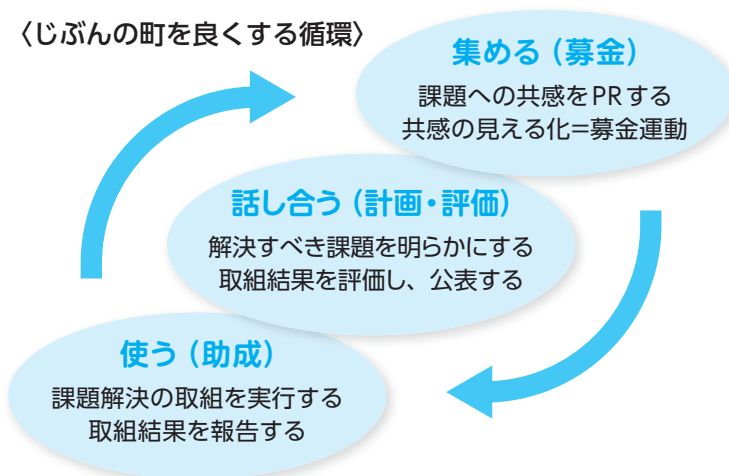 〈じぶんの町を良くする循環〉
集める（募金）
課題への共感をPRする
共感の見える化=募金運動
話し合う（計画・評価）
解決すべき課題を明らかにする
取組結果を評価し、公表する
使う（助成）
課題解決の取組を実行する
取組結果を報告する